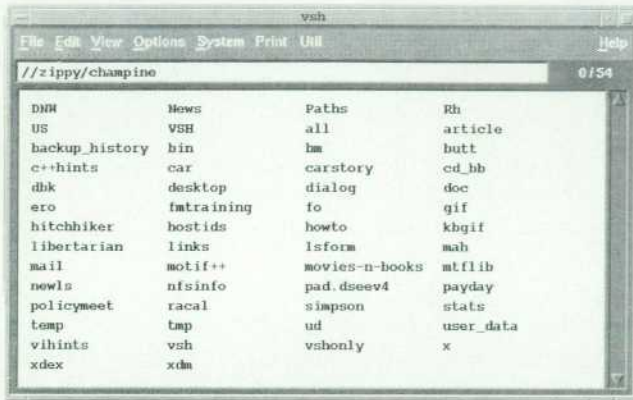 vsh
File Edit View Options System Print Util Help
//zippy/champine 0/54
DNW News Paths Rh
US VSH all article
backup_history bin bm butt
c++hints car carstory cd_bb
dbk desktop dialog doc
ero fmtraining fo gif
hitchhiker hostids howto kbgif
libertarian links lsform mah
mail motif++ movies-n-books mtflib
newls nfsinfo pad.dseev4 payday
policymeet racal simpson stats
temp tmp ud user_data
vihints vsh vshonly x
xdex xdm